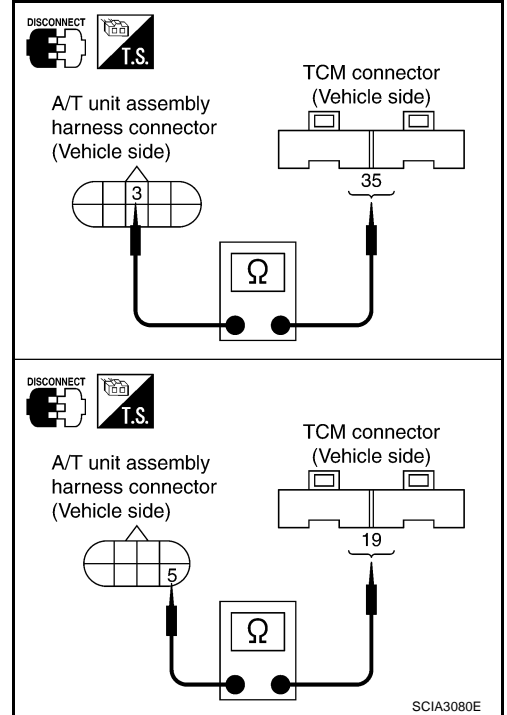 DISCONNECT
T.S.
A/T unit assembly
harness connector
(Vehicle side)
TCM connector
(Vehicle side)
3
35
Ω
DISCONNECT
T.S.
A/T unit assembly
harness connector
(Vehicle side)
TCM connector
(Vehicle side)
5
19
Ω
SCIA3080E